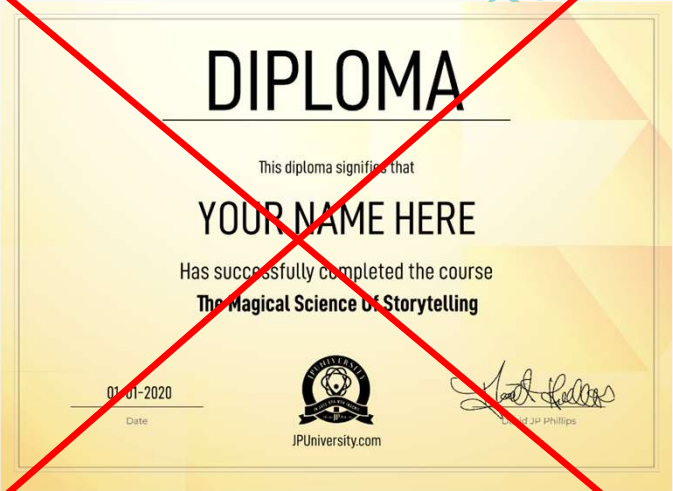 DIPLOMA
This diploma signifies that
YOUR NAME HERE
Has successfully completed the course
The Magical Science Of Storytelling
01-01-2020
Date
JPUNIVERSITY
David JP Phillips
JPUniversity.com